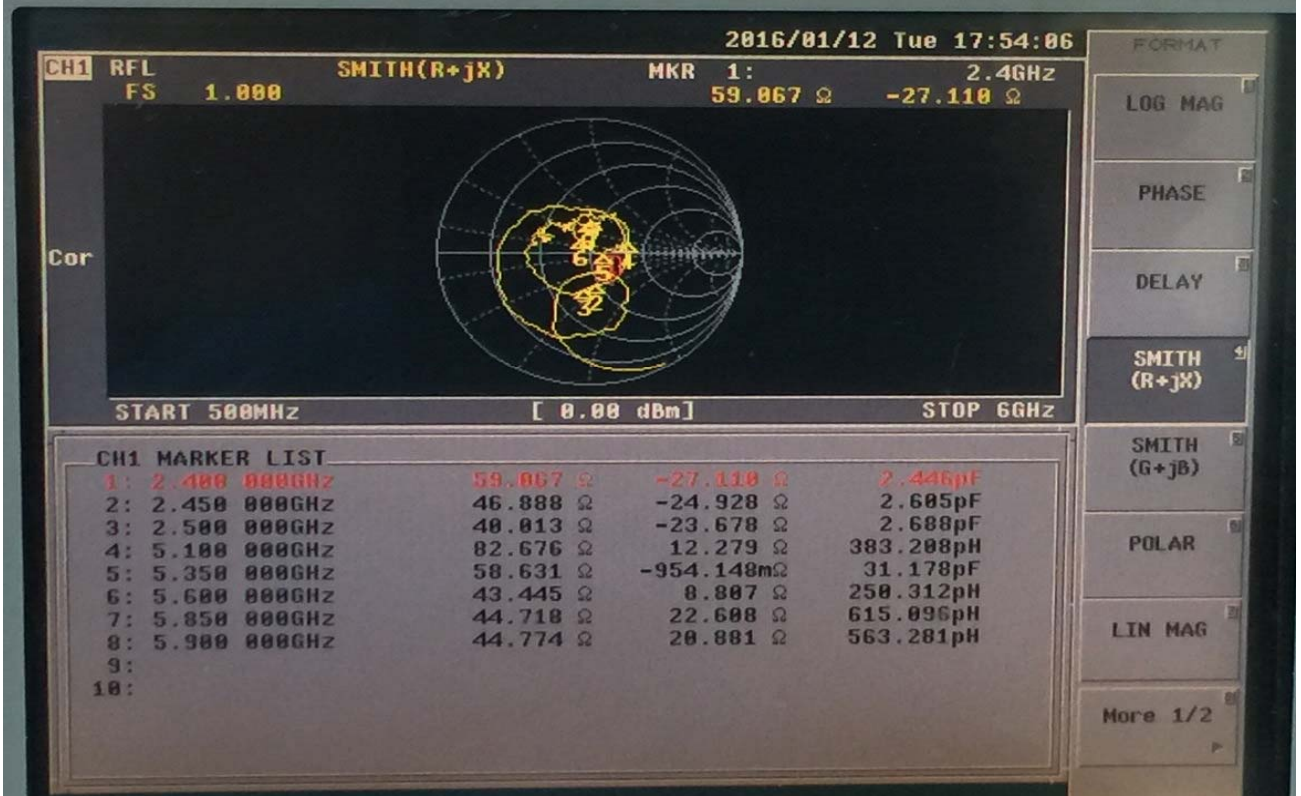 2016/01/12 Tue 17:54:06
CH1 RFL SMITH(R+jX) MKR 1: 2.4GHz
FS 1.000 59.067 Ω -27.110 Ω
Cor
START 500MHz [ 0.00 dBm] STOP 6GHz
CH1 MARKER LIST
1: 2.400 000GHz 59.067 Ω -27.110 Ω 2.446pF
2: 2.450 000GHz 46.888 Ω -24.928 Ω 2.605pF
3: 2.500 000GHz 40.013 Ω -23.678 Ω 2.688pF
4: 5.100 000GHz 82.676 Ω 12.279 Ω 383.208pH
5: 5.350 000GHz 58.631 Ω -954.148mΩ 31.178pF
6: 5.600 000GHz 43.445 Ω 8.807 Ω 250.312pH
7: 5.850 000GHz 44.718 Ω 22.608 Ω 615.096pH
8: 5.900 000GHz 44.774 Ω 20.881 Ω 563.281pH
9:
10:
FORMAT
LOG MAG
PHASE
DELAY
SMITH
(R+jX)
SMITH
(G+jB)
POLAR
LIN MAG
More 1/2